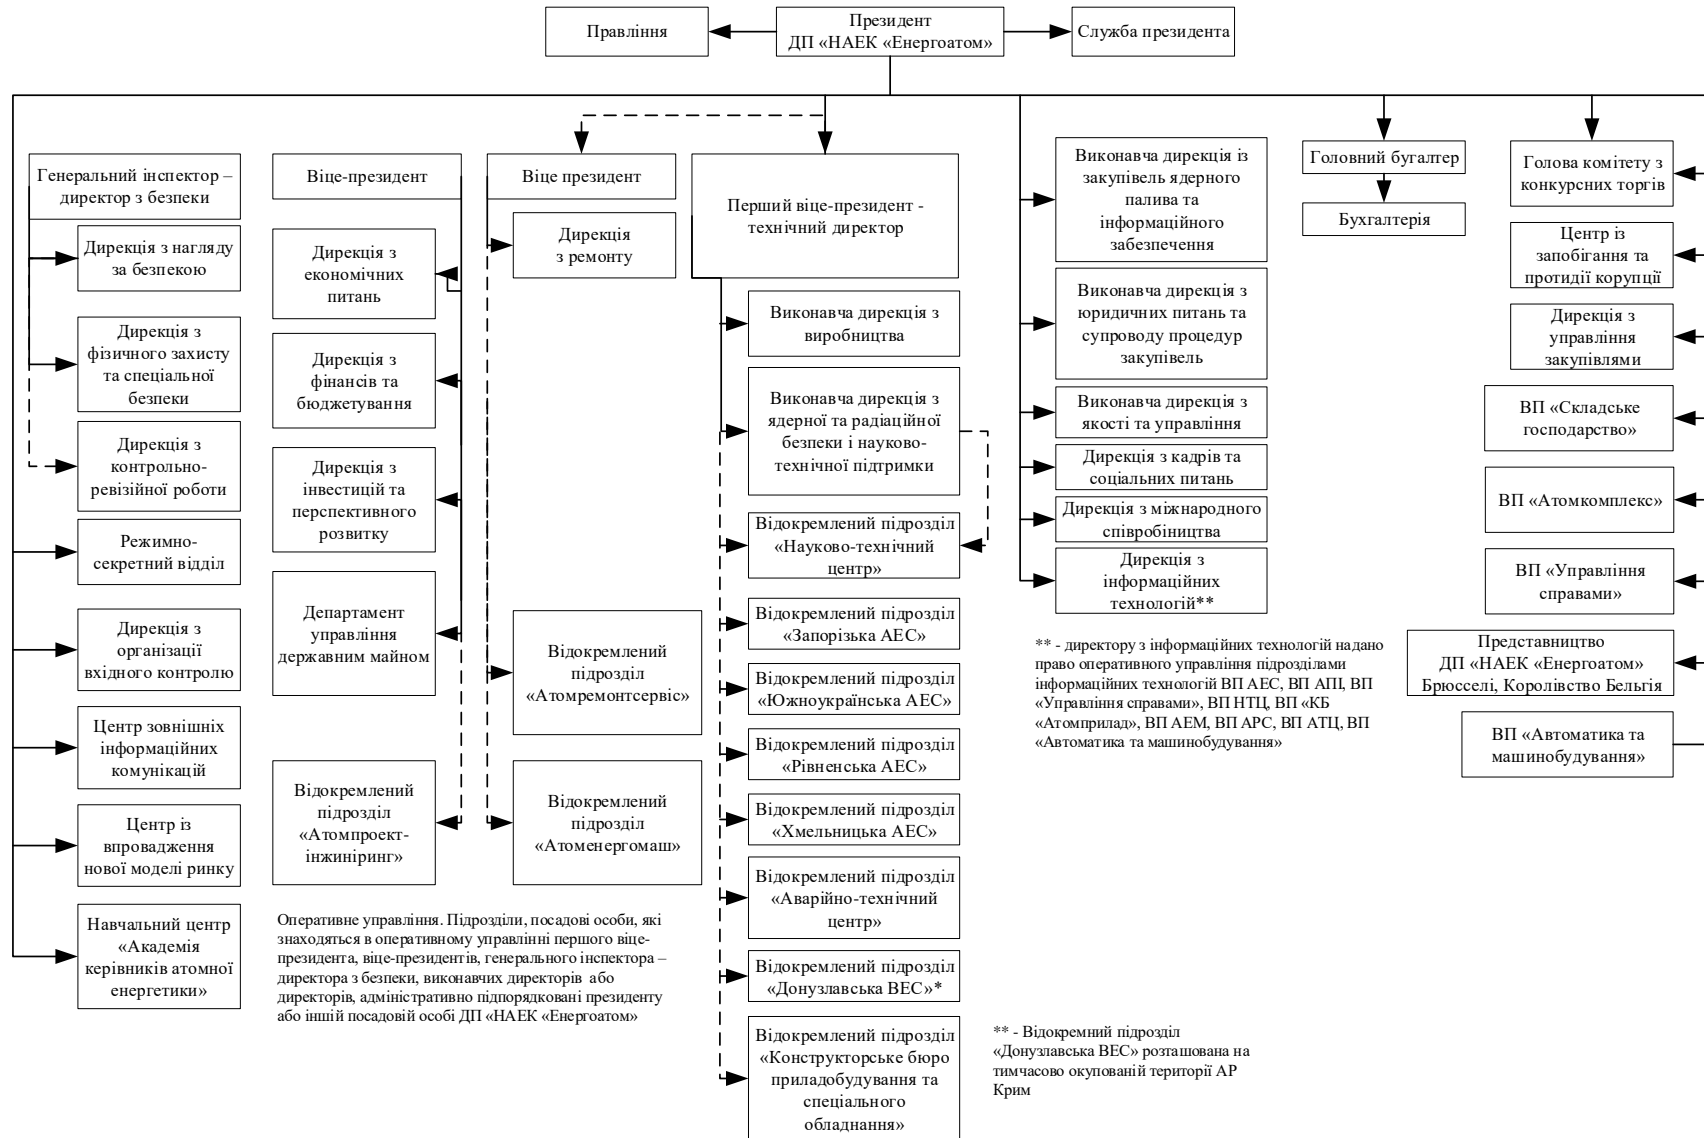 Правління
Президент
ДП «НАЕК «Енергоатом»
Служба президента
Генеральний інспектор –
директор з безпеки
Дирекція з нагляду
за безпекою
Дирекція з
фізичного захисту
та спеціальної
безпеки
Дирекція з
контрольно-
ревізійної роботи
Режимно-
секретний відділ
Дирекція з
організації
вхідного контролю
Центр зовнішніх
інформаційних
комунікацій
Центр із
впровадження
нової моделі ринку
Навчальний центр
«Академія
керівників атомної
енергетики»
Віце-президент
Дирекція з
економічних
питань
Дирекція з
фінансів та
бюджетування
Дирекція з
інвестицій та
перспективного
розвитку
Департамент
управління
державним майном
Відокремлений
підрозділ
«Атомпроект-
інжиніринг»
Віце президент
Дирекція
з ремонту
Відокремлений
підрозділ
«Атомремонтсервіс»
Відокремлений
підрозділ
«Атоменергомаш»
Оперативне управління. Підрозділи, посадові особи, які
знаходяться в оперативному управлінні першого віце-
президента, віце-президентів, генерального інспектора –
директора з безпеки, виконавчих директорів або
директорів, адміністративно підпорядковані президенту
або іншій посадовій особі ДП «НАЕК «Енергоатом»
Перший віце-президент -
технічний директор
Виконавча дирекція з
виробництва
Виконавча дирекція з
ядерної та радіаційної
безпеки і науково-
технічної підтримки
Відокремлений підрозділ
«Науково-технічний
центр»
Відокремлений підрозділ
«Запорізька АЕС»
Відокремлений підрозділ
«Южноукраїнська АЕС»
Відокремлений підрозділ
«Рівненська АЕС»
Відокремлений підрозділ
«Хмельницька АЕС»
Відокремлений підрозділ
«Аварійно-технічний
центр»
Відокремлений підрозділ
«Донузлавська ВЕС»*
Відокремлений підрозділ
«Конструкторське бюро
приладобудування та
спеціального
обладнання»
Виконавча дирекція із
закупівель ядерного
палива та
інформаційного
забезпечення
Виконавча дирекція з
юридичних питань та
супроводу процедур
закупівель
Виконавча дирекція з
якості та управління
Дирекція з кадрів та
соціальних питань
Дирекція з міжнародного
співробіництва
Дирекція з
інформаційних
технологій**
** - директору з інформаційних технологій надано
право оперативного управління підрозділами
інформаційних технологій ВП АЕС, ВП АПІ, ВП
«Управління справами», ВП НТЦ, ВП «КБ
«Атомприлад», ВП АЕМ, ВП АРС, ВП АТЦ, ВП
«Автоматика та машинобудування»
** - Відокремний підрозділ
«Донузлавська ВЕС» розташована на
тимчасово окупованій території АР
Крим
Головний бугалтер
Бухгалтерія
Голова комітету з
конкурсних торгів
Центр із
запобігання та
протидії корупції
Дирекція з
управління
закупівлями
ВП «Складське
господарство»
ВП «Атомкомплекс»
ВП «Управління
справами»
Представництво
ДП «НАЕК «Енергоатом»
Брюсселі, Королівство Бельгія
ВП «Автоматика та
машинобудування»